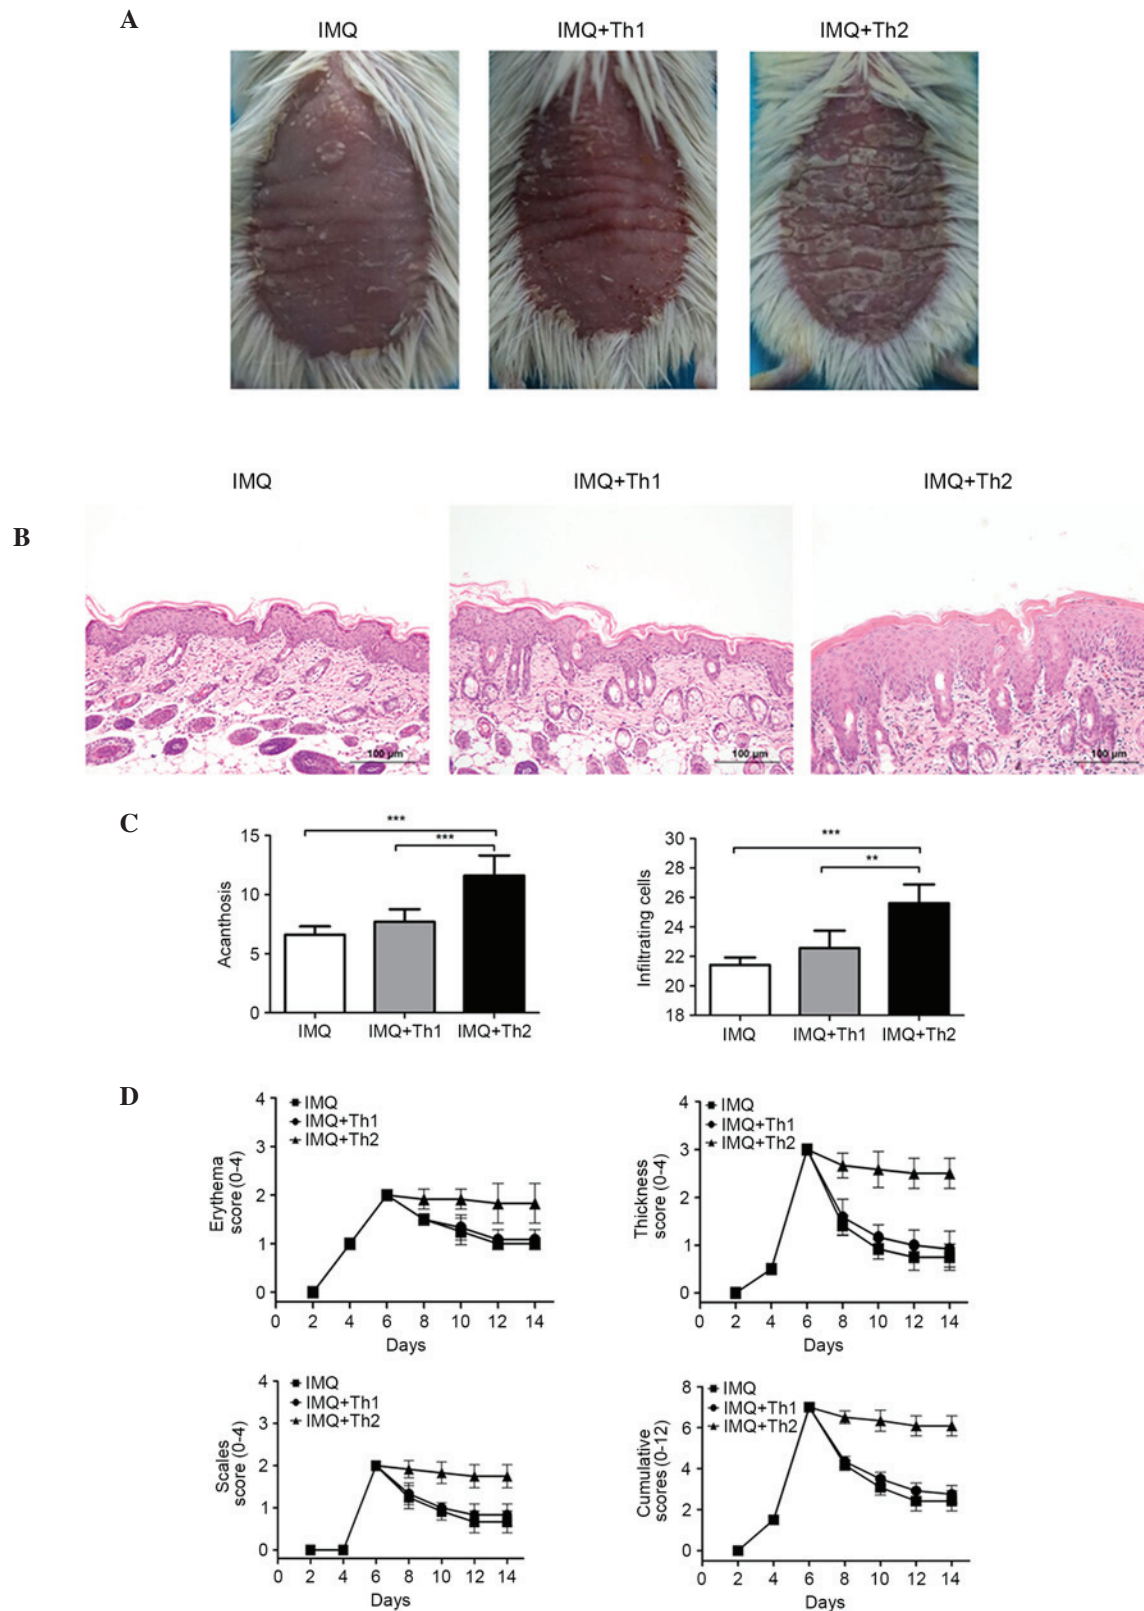 A
IMQ IMQ+Th1 IMQ+Th2
B
IMQ IMQ+Th1 IMQ+Th2
100 μm 100 μm 100 μm
C
Acanthosis
15
10
5
0
***
***
IMQ IMQ+Th1 IMQ+Th2
Infiltrating cells
30
28
26
24
22
20
18
***
**
IMQ IMQ+Th1 IMQ+Th2
D
Erythema
score (0-4)
4
3
2
1
0
IMQ
IMQ+Th1
IMQ+Th2
0 2 4 6 8 10 12 14
Days
Thickness
score (0-4)
4
3
2
1
0
IMQ
IMQ+Th1
IMQ+Th2
0 2 4 6 8 10 12 14
Days
Scales
score (0-4)
4
3
2
1
0
IMQ
IMQ+Th1
IMQ+Th2
0 2 4 6 8 10 12 14
Days
Cumulative
scores (0-12)
8
6
4
2
0
IMQ
IMQ+Th1
IMQ+Th2
0 2 4 6 8 10 12 14
Days